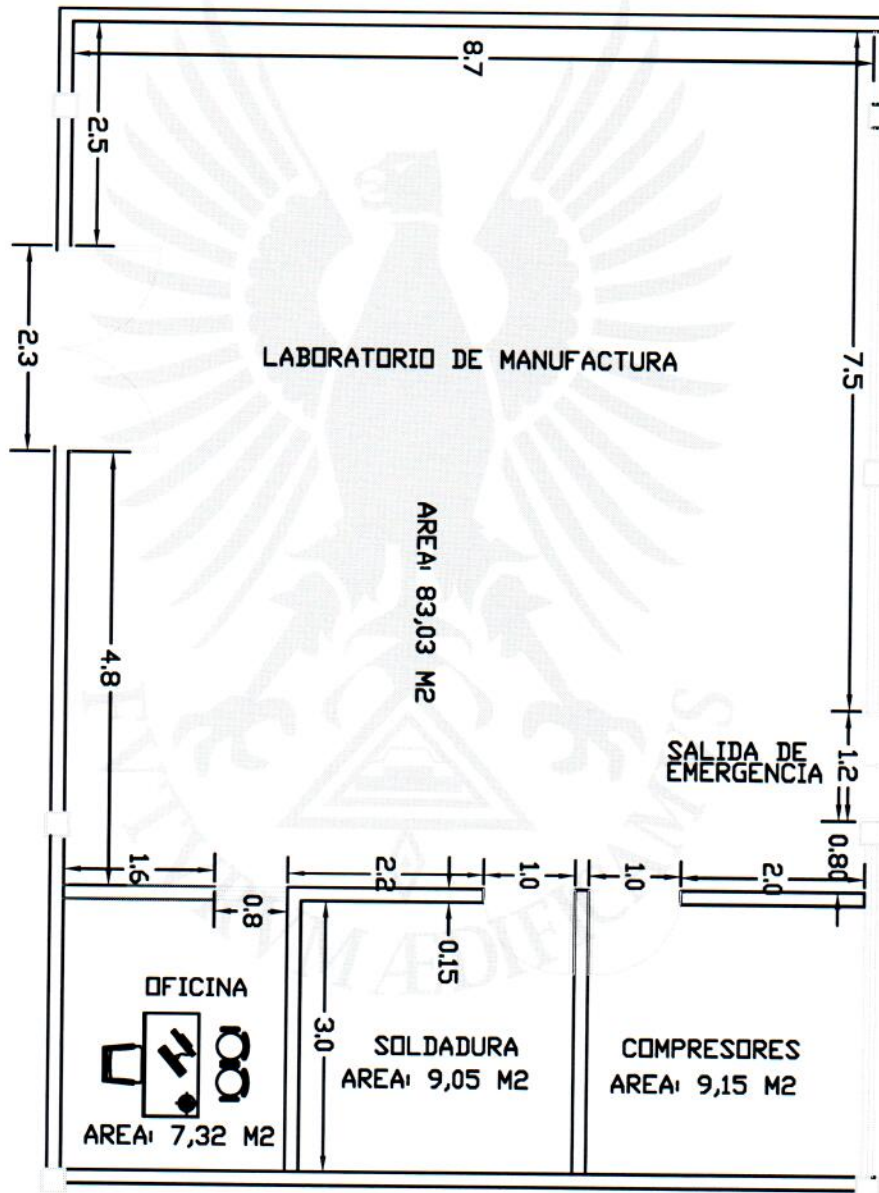 8.7
2.5
2.3
7.5
LABORATORIO DE MANUFACTURA
AREA: 83,03 M2
4.8
SALIDA DE
EMERGENCIA
1.2
0.80
1.6
0.8
2.2
1.0
1.0
2.0
0.15
3.0
OFICINA
AREA: 7,32 M2
SOLDADURA
AREA: 9,05 M2
COMPRESORES
AREA: 9,15 M2